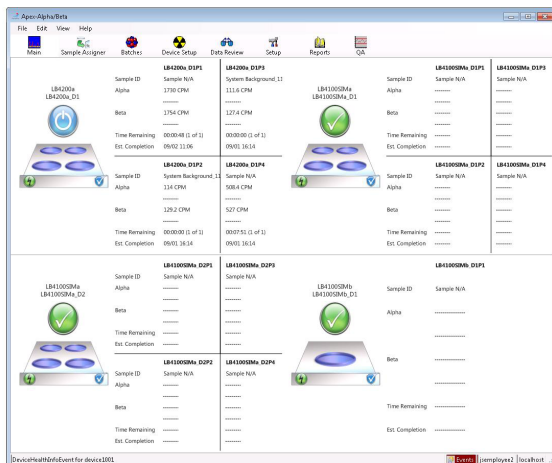 Apex-Alpha/Beta
File Edit View Help
Main Sample Assigner Batches Device Setup Data Review Setup Reports QA
LB4200a
LB4200a_D1
LB4200a_D1P1 LB4200a_D1P3
Sample ID Sample N/A System Background_11
Alpha 1730 CPM 111.6 CPM
-------- --------
Beta 1754 CPM 127.4 CPM
-------- --------
Time Remaining 00:00:48 (1 of 1) 00:00:00 (1 of 1)
Est. Completion 09/02 11:06 09/01 16:14
LB4200a_D1P2 LB4200a_D1P4
Sample ID System Background_11 Sample N/A
Alpha 114 CPM 508.4 CPM
-------- --------
Beta 129.2 CPM 527 CPM
-------- --------
Time Remaining 00:00:00 (1 of 1) 00:07:51 (1 of 1)
Est. Completion 09/01 16:14 09/01 16:14
LB4100SIMa
LB4100SIMa_D1
LB4100SIMa_D1P1 LB4100SIMa_D1P3
Sample ID Sample N/A Sample N/A
Alpha -------- --------
-------- --------
Beta -------- --------
-------- --------
Time Remaining -------- --------
Est. Completion -------- --------
LB4100SIMa_D1P2 LB4100SIMa_D1P4
Sample ID Sample N/A Sample N/A
Alpha -------- --------
-------- --------
Beta -------- --------
-------- --------
Time Remaining -------- --------
Est. Completion -------- --------
LB4100SIMa
LB4100SIMa_D2
LB4100SIMa_D2P1 LB4100SIMa_D2P3
Sample ID Sample N/A Sample N/A
Alpha -------- --------
-------- --------
Beta -------- --------
-------- --------
Time Remaining -------- --------
Est. Completion -------- --------
LB4100SIMa_D2P2 LB4100SIMa_D2P4
Sample ID Sample N/A Sample N/A
Alpha -------- --------
-------- --------
Beta -------- --------
-------- --------
Time Remaining -------- --------
Est. Completion -------- --------
LB4100SIMb
LB4100SIMb_D1
LB4100SIMb_D1P1
Sample ID Sample N/A
Alpha ---------------
---------------
Beta ---------------
---------------
Time Remaining ---------------
Est. Completion ---------------
DeviceHealthInfoEvent for device1001 Events jsemployee2 localhost